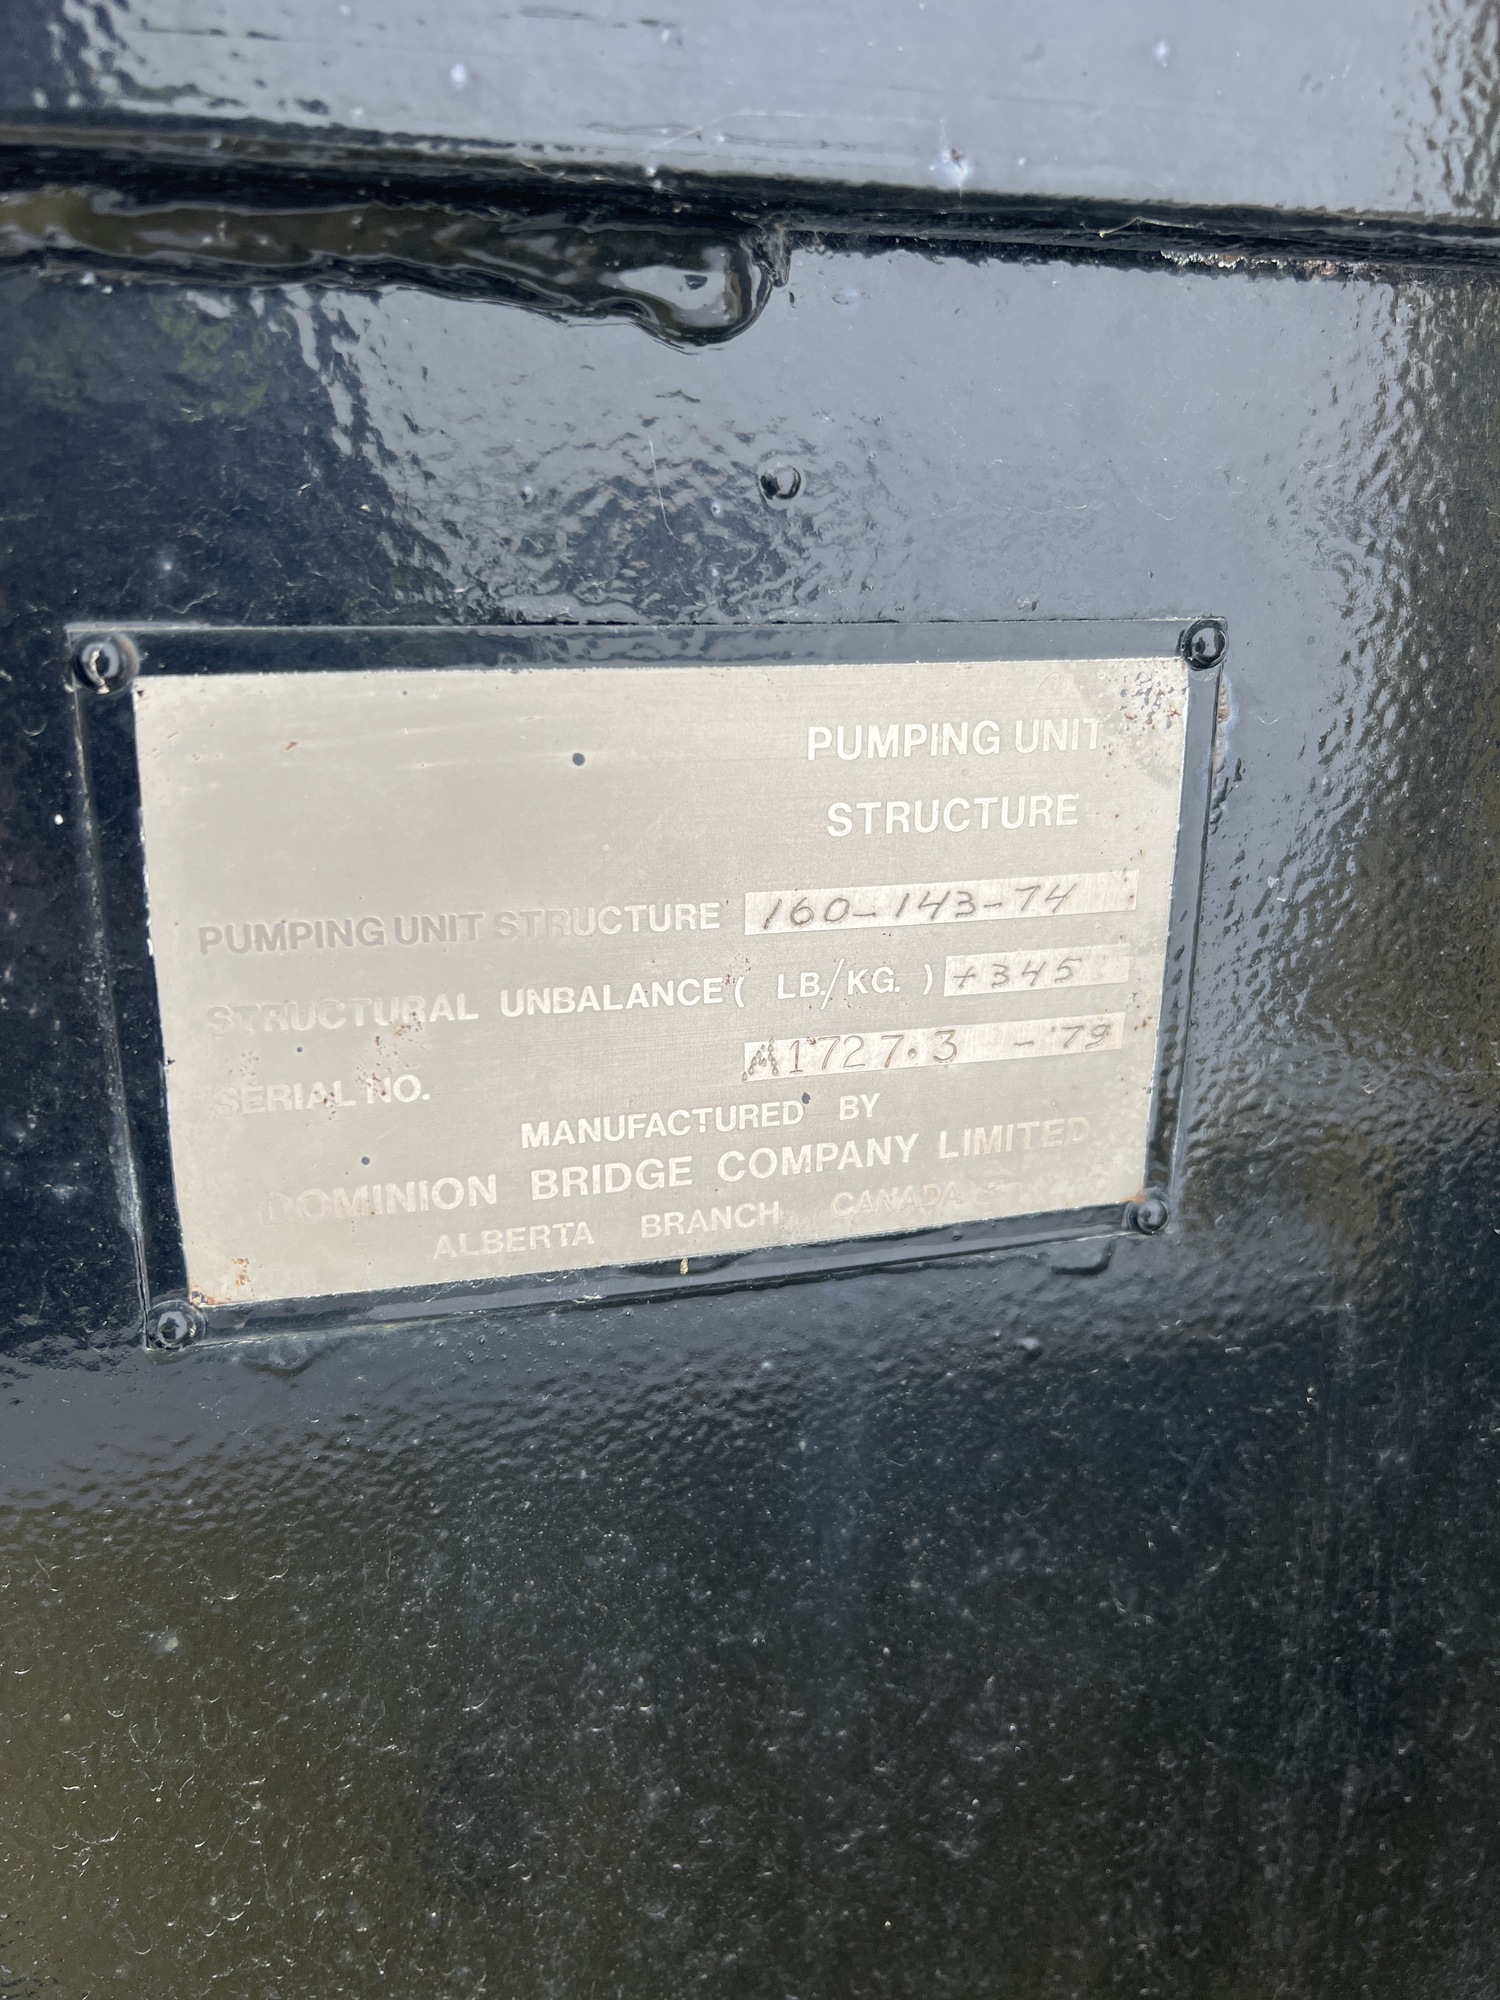 PUMPING UNIT
STRUCTURE
PUMPING UNIT STRUCTURE 160-143-74
STRUCTURAL UNBALANCE ( LB./KG. ) +345
SERIAL NO. A1727.3 - 79
MANUFACTURED BY
DOMINION BRIDGE COMPANY LIMITED
ALBERTA BRANCH CANADA